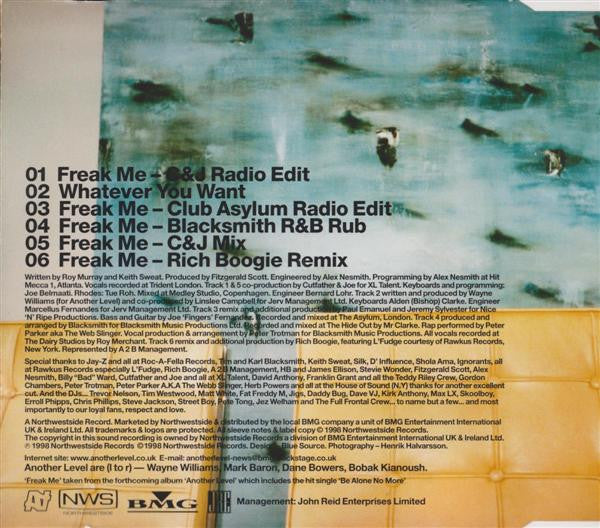 01 Freak Me – C&J Radio Edit
02 Whatever You Want
03 Freak Me – Club Asylum Radio Edit
04 Freak Me – Blacksmith R&B Rub
05 Freak Me – C&J Mix
06 Freak Me – Rich Boogie Remix
Written by Roy Murray and Keith Sweat. Produced by Fitzgerald Scott. Engineered by Alex Nesmith. Programming by Alex Nesmith at Hit
Mecca 1, Atlanta. Vocals recorded at Trident London. Track 1 & 5 co-production by Cutfather & Joe for XL Talent. Keyboards and programming:
Joe Belmaati. Rhodes: Tue Roh. Mixed at Medley Studio, Copenhagen. Engineer Bernard Lohr. Track 2 written and produced by Wayne
Williams (for Another Level) and co-produced by Linslee Campbell for Jerv Management Ltd. Keyboards Alden (Bishop) Clarke. Engineer
Marcellus Fernandes for Jerv Management Ltd. Track 3 remix and additional production by Paul Emanuel and Jeremy Sylvester for Nice
'N' Ripe Productions. Bass and Guitar by Joe 'Fingers' recorded and mixed at The Asylum, London. Track 4 produced and
arranged by Blacksmith for Blacksmith Music Productions Ltd. Recorded and mixed at The Hide Out by Mr Clarke. Rap performed by Peter
Parker aka The Web Slinger. Vocal production & arrangement by Peter Trotman for Blacksmith Music Productions. All vocals recorded at
The Dairy Studios by Roy Merchant. Track 6 remix and additional production by Rich Boogie, featuring L'Fudge courtesy of Rawkus Records,
New York. Represented by A 2 B Management.
Special thanks to Jay-Z and all at Roc-A-Fella Records, Tim and Karl Blacksmith, Keith Sweat, Silk, D' Influence, Shola Ama, Ignorants, all
at Rawkus Records especially L'Fudge, Rich Boogie, A 2 B Management, HB and James Ellison, Stevie Wonder, Fitzgerald Scott, Alex
Nesmith, Billy "Bad" Ward, Cutfather and Joe and all at XL Talent, David Anthony, Franklin Grant and all the Teddy Riley Crew, Gordon
Chambers, Peter Trotman, Peter Parker A.K.A The Webb Slinger, Herb Powers and all at the House of Sound (N.Y) thanks for another excellent
cut. And the DJs... Trevor Nelson, Tim Westwood, Matt White, Fat Freddy M, Jigs, Daddy Bug, Dave VJ, Kirk Anthony, Max LX, Skoolboy,
Erroll Phipps, Chris Phillips, Steve Jackson, Street Boy, Pete Tong, Jez Welham and The Full Frontal Crew... to name but a few... and most
importantly to our loyal fans, respect and love.
A Northwestside Record. Marketed by Northwestside & distributed by the local BMG company a unit of BMG Entertainment International
UK & Ireland Ltd. All trademarks & logos are protected. All sleeve notes & label copy © 1998 Northwestside Records.
The copyright in this sound recording is owned by Northwestside Records a division of BMG Entertainment International UK & Ireland Ltd.
℗ 1998 Northwestside Records ©1998 Northwestside Records. Design – Blue Source. Photography – Henrik Halvarsson.
Internet site: www.anotherlevel.co.uk E-mail: anotherlevel-news@bmg.backstage.co.uk
Another Level are (l to r) — Wayne Williams, Mark Baron, Dane Bowers, Bobak Kianoush.
'Freak Me' taken from the forthcoming album 'Another Level' which includes the hit single 'Be Alone No More'
NWS BMG JRE Management: John Reid Enterprises Limited
NORTHWESTSIDE